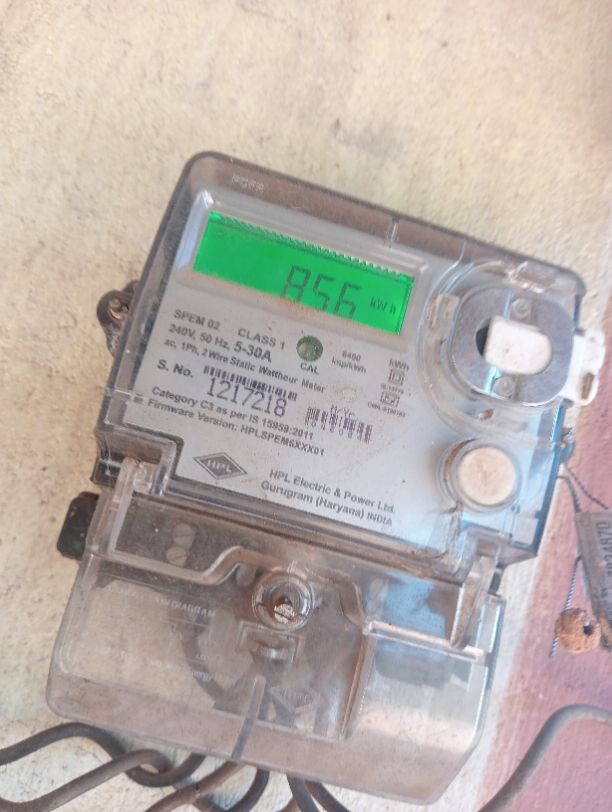 856 kWh
SPEM 02 CLASS 1
240V, 50 Hz, 5-30A
CAL
6400
imp/kWh
kWh
ac, 1Ph, 2 Wire Static Watthour Meter
S. No.
1217218
Category C3 as per IS 15959:2011
Firmware Version: HPLSPEM6XXX01
HPL
HPL Electric & Power Ltd.
Gurugram (Haryana) INDIA
DIAGRAM